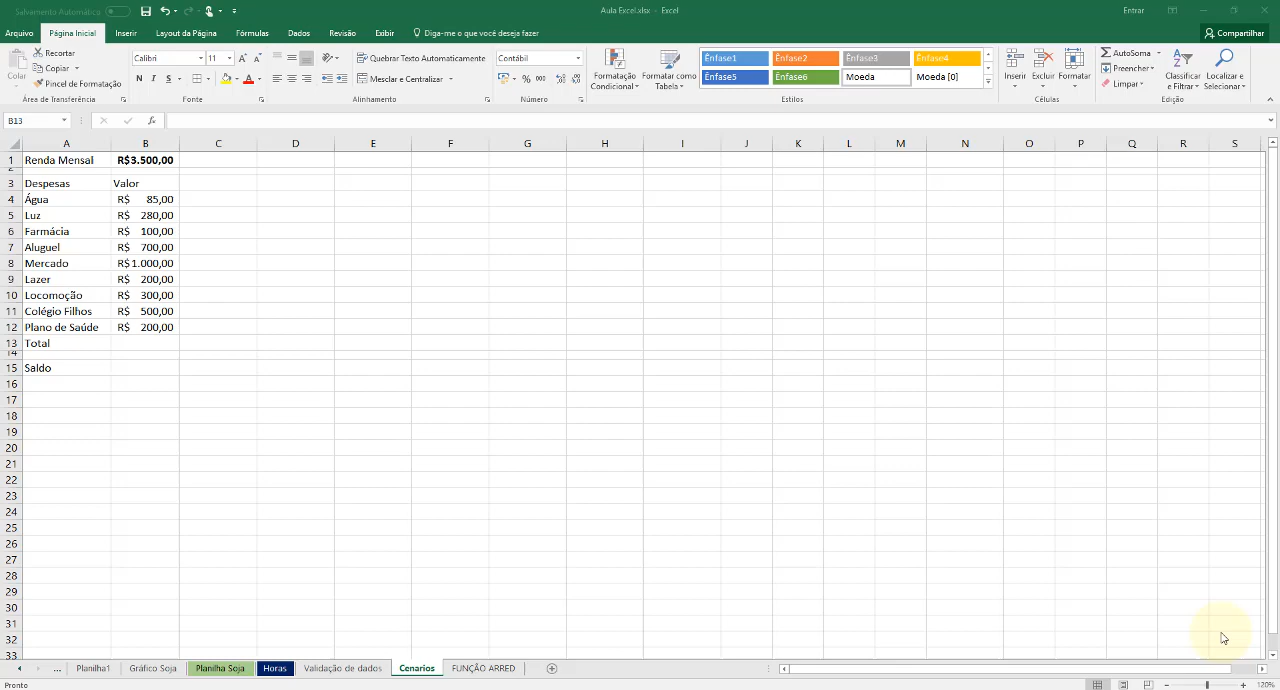 Salvamento Automático
Aula Excel.xlsx - Excel
Entrar
Arquivo Página Inicial Inserir Layout da Página Fórmulas Dados Revisão Exibir Diga-me o que você deseja fazer Compartilhar
Colar
Recortar
Copiar
Pincel de Formatação
Área de Transferência
Calibri 11
N I S
Fonte
Quebrar Texto Automaticamente
Mesclar e Centralizar
Alinhamento
Contábil
% 000
Número
Formatação Condicional
Formatar como Tabela
Ênfase1 Ênfase2 Ênfase3 Ênfase4
Ênfase5 Ênfase6 Moeda Moeda [0]
Estilos
Inserir Excluir Formatar
Células
AutoSoma
Preencher
Limpar
Classificar e Filtrar
Localizar e Selecionar
Edição
B13 fx
A B C D E F G H I J K L M N O P Q R S
1 Renda Mensal R$3.500,00
2
3 Despesas Valor
4 Água R$ 85,00
5 Luz R$ 280,00
6 Farmácia R$ 100,00
7 Aluguel R$ 700,00
8 Mercado R$ 1.000,00
9 Lazer R$ 200,00
10 Locomoção R$ 300,00
11 Colégio Filhos R$ 500,00
12 Plano de Saúde R$ 200,00
13 Total
14
15 Saldo
16
17
18
19
20
21
22
23
24
25
26
27
28
29
30
31
32
33
... Planilha1 Gráfico Soja Planilha Soja Horas Validação de dados Cenarios FUNÇÃO ARRED
Pronto
120%